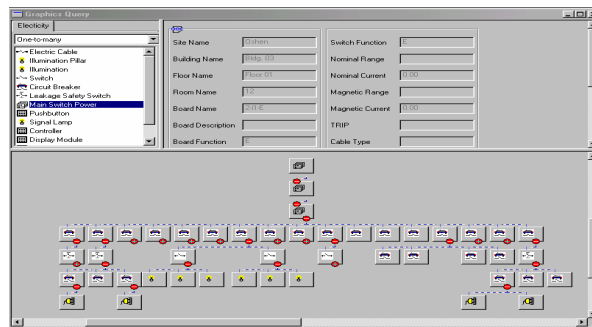 Graphics Query
Electicity
One-to-many
Electric Cable
Illumination Pillar
Illumination
Switch
Circuit Breaker
Leakage Safety Switch
Main Switch Power
Pushbutton
Signal Lamp
Controller
Display Module
Site Name Oshen
Building Name Bldg. 03
Floor Name Floor 01
Room Name 12
Board Name 2-I1-E
Board Description
Board Function E
Switch Function E
Nominal Range
Nominal Current 0.00
Magnetic Range
Magnetic Current 0.00
TRIP
Cable Type